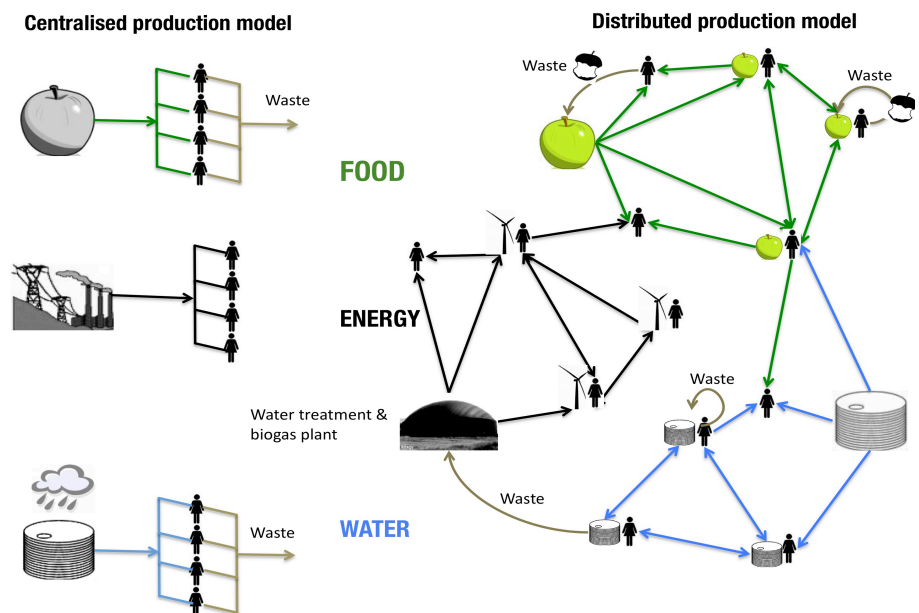 Centralised production model
Distributed production model
Waste
Waste
Waste
FOOD
ENERGY
Waste
Water treatment &
biogas plant
Waste
Waste
WATER